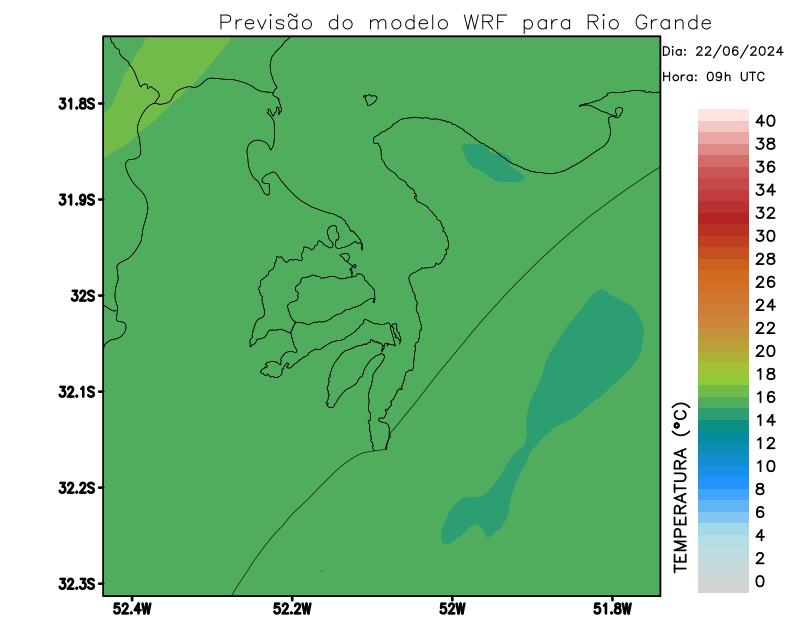 Previsão do modelo WRF para Rio Grande
Dia: 22/06/2024
Hora: 09h UTC
31.8S
31.9S
32S
32.1S
32.2S
32.3S
52.4W
52.2W
52W
51.8W
TEMPERATURA (°C)
40
38
36
34
32
30
28
26
24
22
20
18
16
14
12
10
8
6
4
2
0